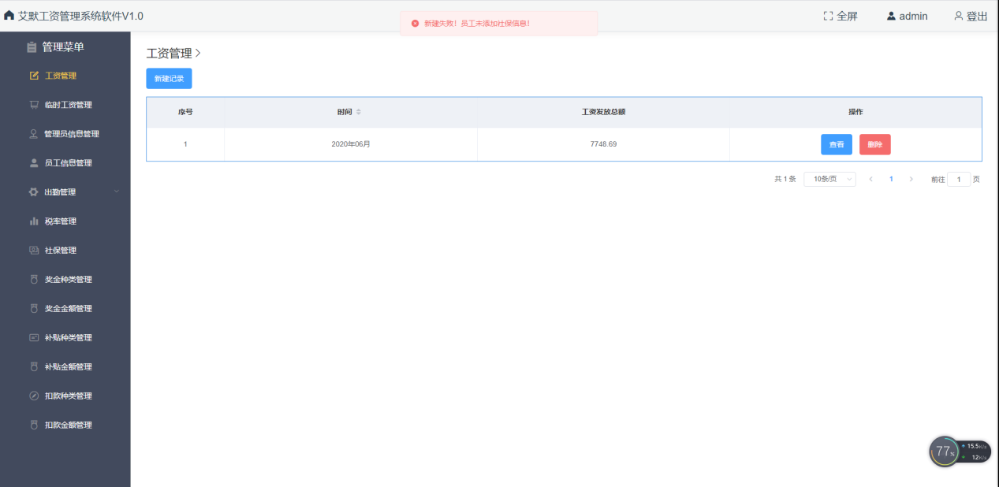 艾默工资管理系统软件V1.0
新建失败！员工未添加社保信息！
全屏 admin 登出
管理菜单
工资管理
临时工资管理
管理员信息管理
员工信息管理
出勤管理
税率管理
社保管理
奖金种类管理
奖金金额管理
补贴种类管理
补贴金额管理
扣款种类管理
扣款金额管理
工资管理
新建记录
序号 时间 工资发放总额 操作
1 2020年06月 7748.69 查看 删除
共 1 条 10条/页 1 前往 1 页
77%
15.5K/s
12K/s